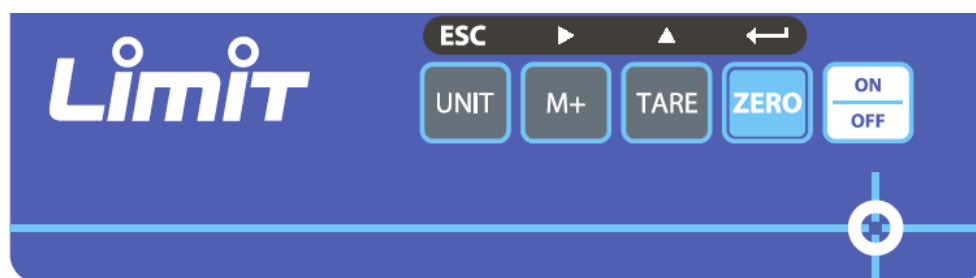 Limit
ESC
UNIT M+ TARE ZERO ON
OFF